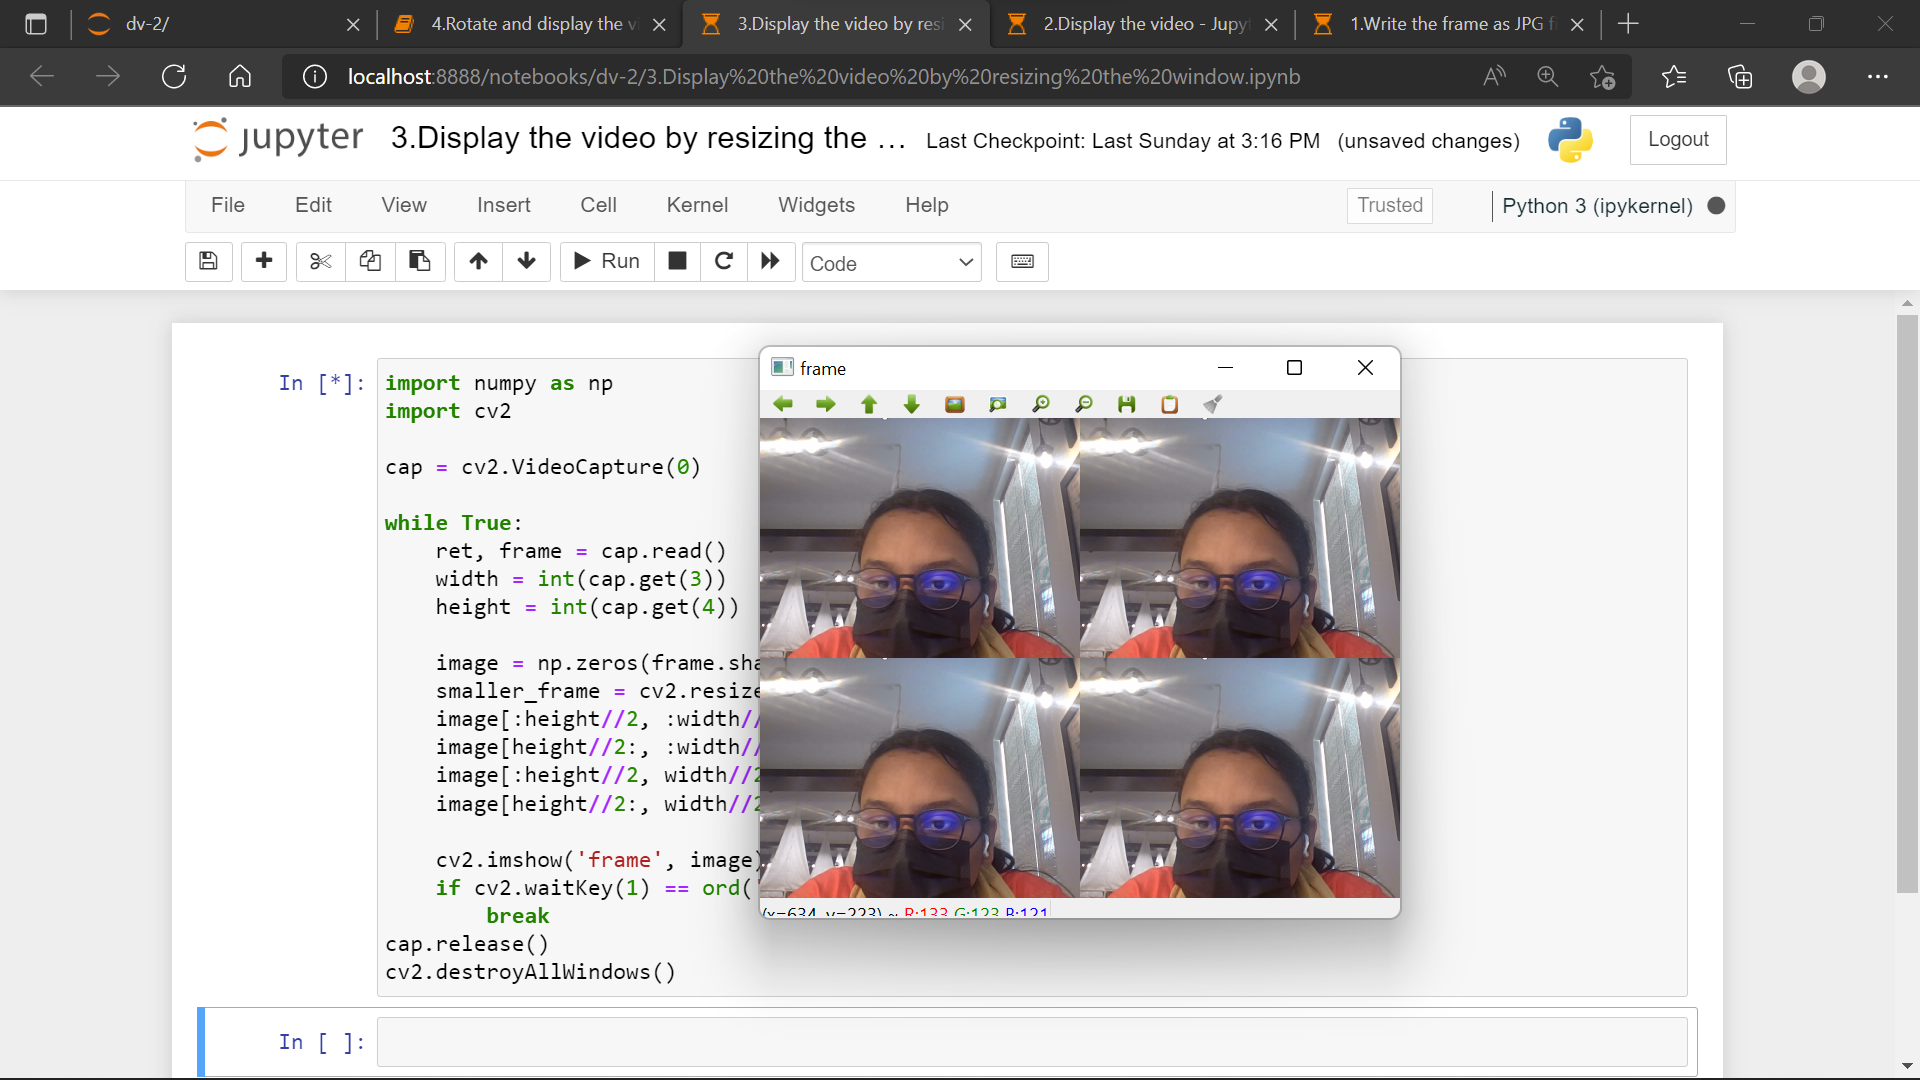 dv-2/
4.Rotate and display the v
3.Display the video by resi
2.Display the video - Jupy
1.Write the frame as JPG f
localhost:8888/notebooks/dv-2/3.Display%20the%20video%20by%20resizing%20the%20window.ipynb
jupyter 3.Display the video by resizing the ... Last Checkpoint: Last Sunday at 3:16 PM (unsaved changes) Logout
File Edit View Insert Cell Kernel Widgets Help Trusted Python 3 (ipykernel)
Run Code
In [*]: import numpy as np
import cv2
cap = cv2.VideoCapture(0)
while True:
ret, frame = cap.read()
width = int(cap.get(3))
height = int(cap.get(4))
image = np.zeros(frame.sha
smaller_frame = cv2.resize
image[:height//2, :width//
image[height//2:, :width//
image[:height//2, width//2
image[height//2:, width//2
cv2.imshow('frame', image)
if cv2.waitKey(1) == ord('
break
cap.release()
cv2.destroyAllWindows()
frame
(x=634, y=223) ~ R:133 G:123 B:121
In [ ]: